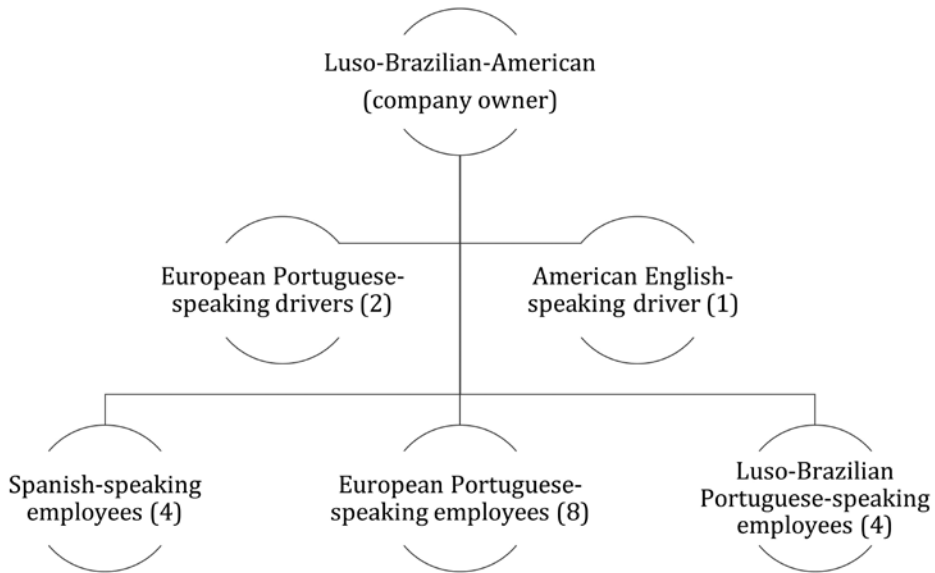 Luso-Brazilian-American
(company owner)
European Portuguese-
speaking drivers (2)
American English-
speaking driver (1)
Spanish-speaking
employees (4)
European Portuguese-
speaking employees (8)
Luso-Brazilian
Portuguese-speaking
employees (4)